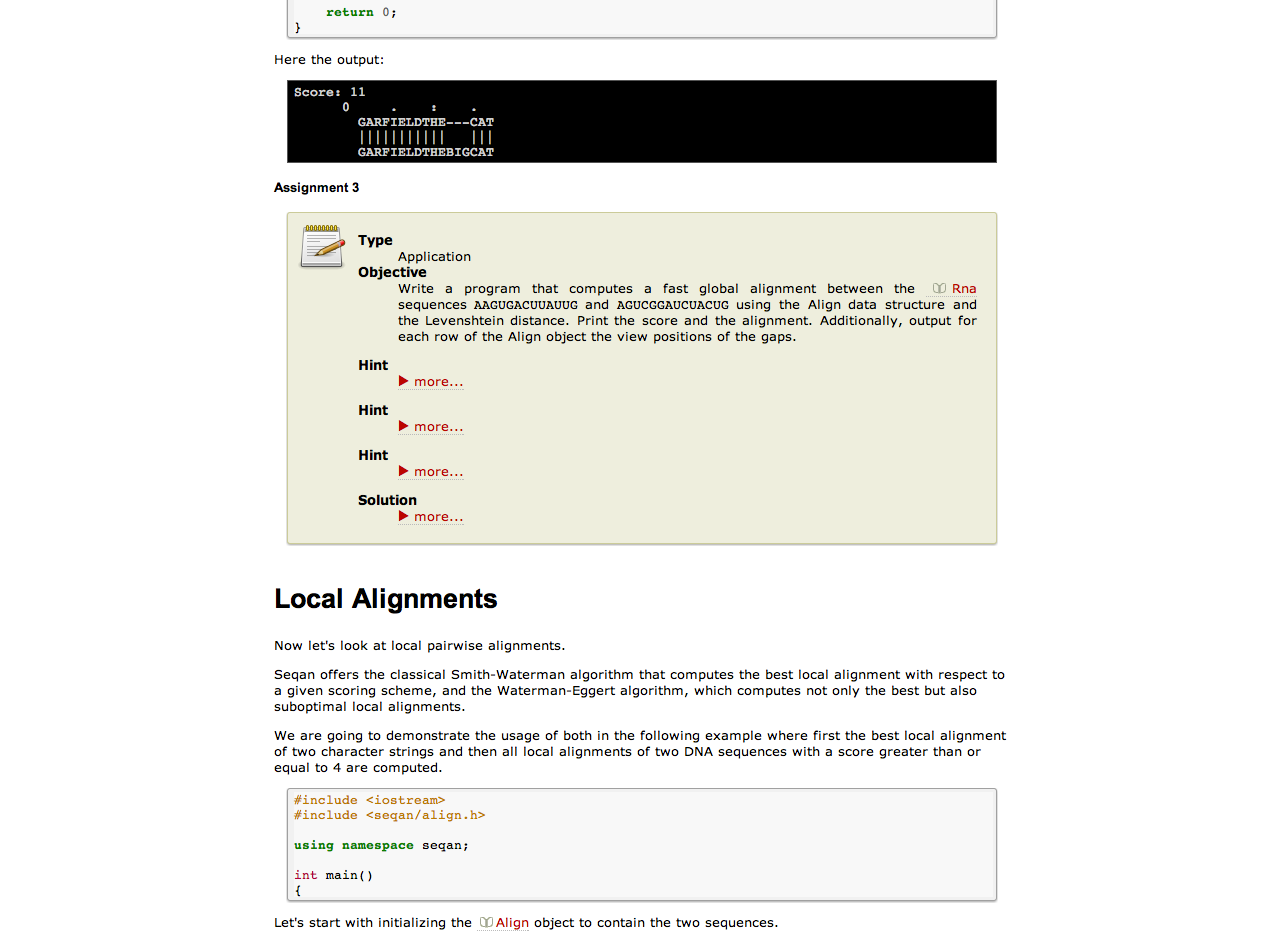 return 0;
}
Here the output:
Score: 11
      0     .    :    .
        GARFIELDTHE---CAT
        |||||||||||   |||
        GARFIELDTHEBIGCAT
Assignment 3
Type
Application
Objective
Write a program that computes a fast global alignment between the Rna
sequences AAGUGACUUAUUG and AGUCGGAUCUACUG using the Align data structure and
the Levenshtein distance. Print the score and the alignment. Additionally, output for
each row of the Align object the view positions of the gaps.
Hint
more...
Hint
more...
Hint
more...
Solution
more...
Local Alignments
Now let's look at local pairwise alignments.
Seqan offers the classical Smith-Waterman algorithm that computes the best local alignment with respect to
a given scoring scheme, and the Waterman-Eggert algorithm, which computes not only the best but also
suboptimal local alignments.
We are going to demonstrate the usage of both in the following example where first the best local alignment
of two character strings and then all local alignments of two DNA sequences with a score greater than or
equal to 4 are computed.
#include <iostream>
#include <seqan/align.h>
using namespace seqan;
int main()
{
Let's start with initializing the Align object to contain the two sequences.